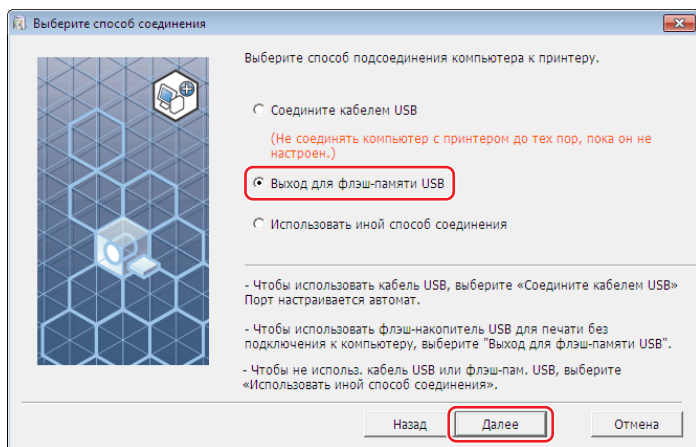 Выберите способ соединения
Выберите способ подсоединения компьютера к принтеру.
Соедините кабелем USB
(Не соединять компьютер с принтером до тех пор, пока он не
настроен.)
Выход для флэш-памяти USB
Использовать иной способ соединения
- Чтобы использовать кабель USB, выберите «Соедините кабелем USB»
Порт настраивается автомат.
- Чтобы использовать флэш-накопитель USB для печати без
подключения к компьютеру, выберите "Выход для флэш-памяти USB".
- Чтобы не использ. кабель USB или флэш-пам. USB, выберите
«Использовать иной способ соединения».
Назад
Далее
Отмена